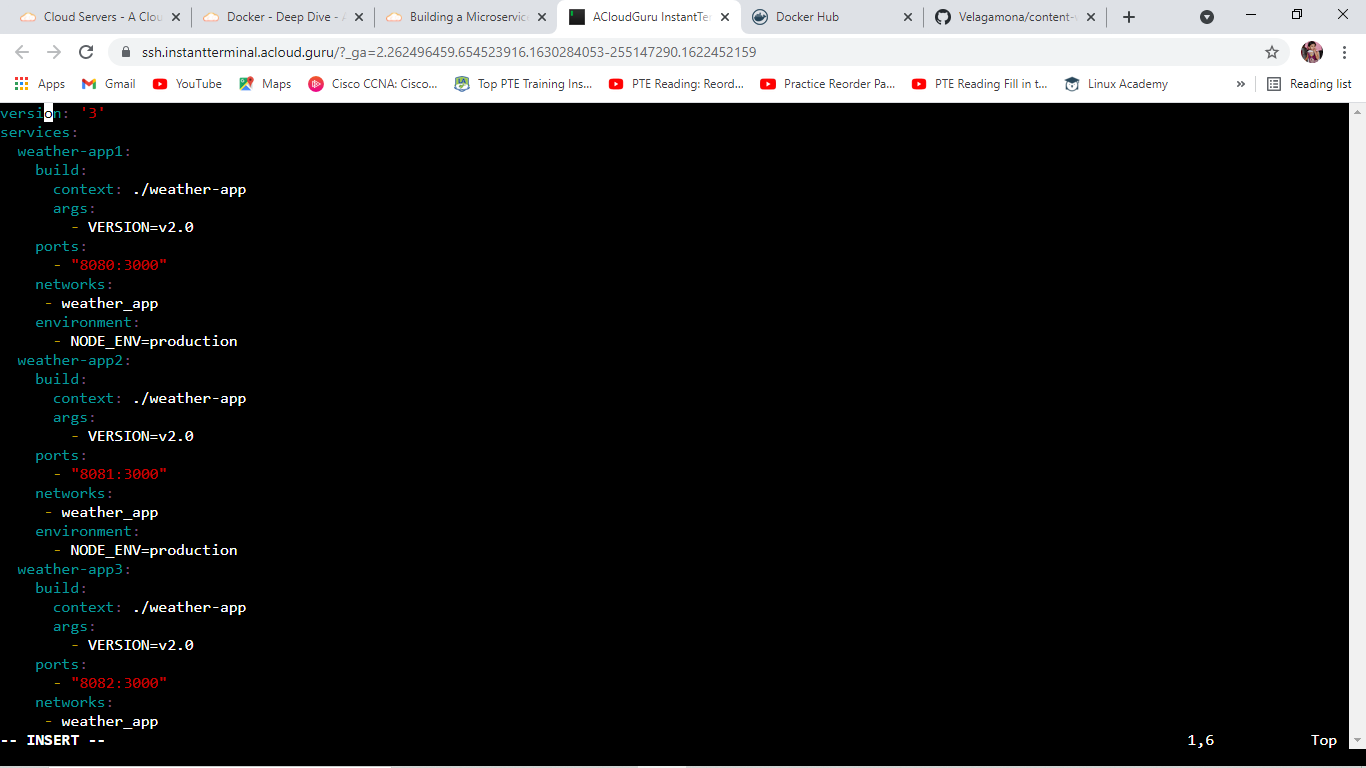 Cloud Servers - A Clou
Docker - Deep Dive - A
Building a Microservic
ACloudGuru InstantTer
Docker Hub
Velagamona/content-
ssh.instantterminal.acloud.guru/?_ga=2.262496459.654523916.1630284053-255147290.1622452159
Apps
Gmail
YouTube
Maps
Cisco CCNA: Cisco...
Top PTE Training Ins...
PTE Reading: Reord...
Practice Reorder Pa...
PTE Reading Fill in t...
Linux Academy
»
Reading list
version: '3'
services:
  weather-app1:
    build:
      context: ./weather-app
      args:
        - VERSION=v2.0
    ports:
      - "8080:3000"
    networks:
     - weather_app
    environment:
      - NODE_ENV=production
  weather-app2:
    build:
      context: ./weather-app
      args:
        - VERSION=v2.0
    ports:
      - "8081:3000"
    networks:
     - weather_app
    environment:
      - NODE_ENV=production
  weather-app3:
    build:
      context: ./weather-app
      args:
        - VERSION=v2.0
    ports:
      - "8082:3000"
    networks:
     - weather_app
-- INSERT -- 1,6 Top